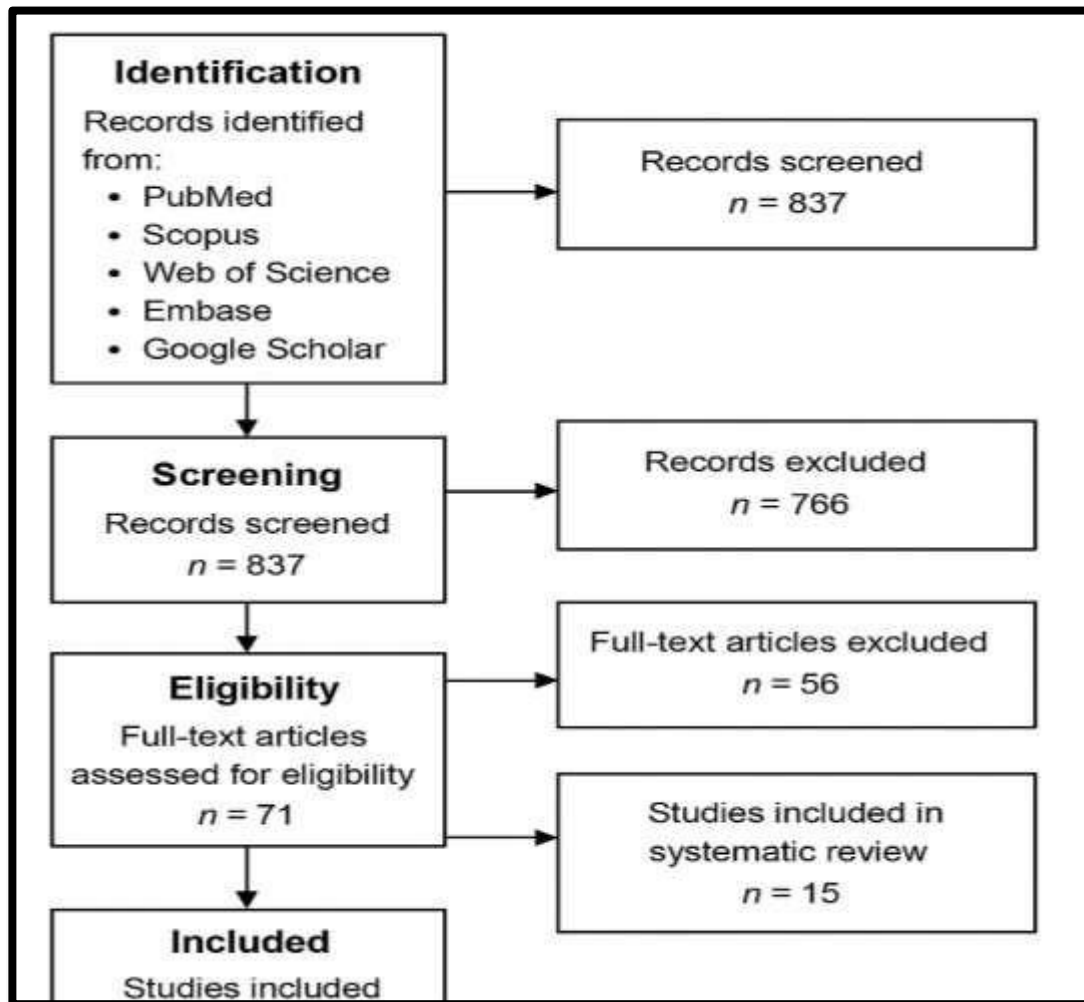 Identification
Records identified
from:
• PubMed
• Scopus
• Web of Science
• Embase
• Google Scholar
Records screened
n = 837
Screening
Records screened
n = 837
Records excluded
n = 766
Eligibility
Full-text articles
assessed for eligibility
n = 71
Full-text articles excluded
n = 56
Studies included in
systematic review
n = 15
Included
Studies included